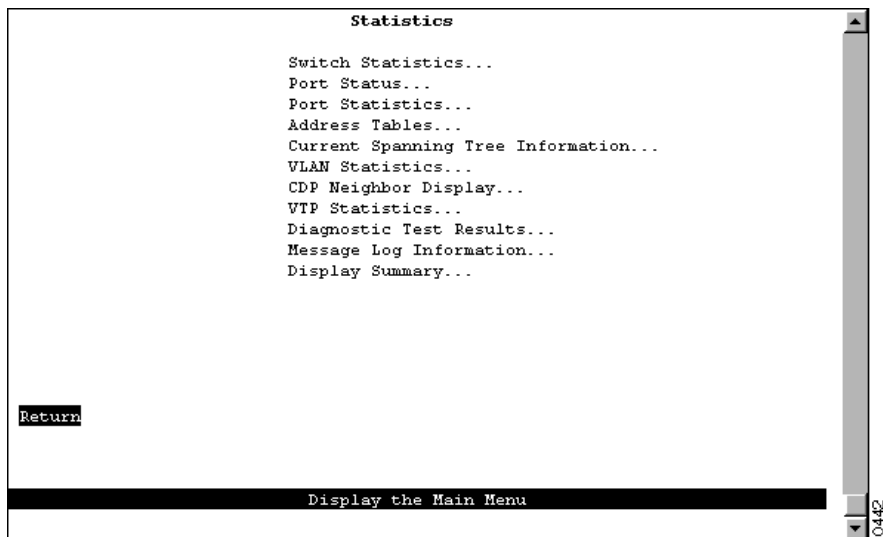 Statistics
Switch Statistics...
Port Status...
Port Statistics...
Address Tables...
Current Spanning Tree Information...
VLAN Statistics...
CDP Neighbor Display...
VTP Statistics...
Diagnostic Test Results...
Message Log Information...
Display Summary...
Return
Display the Main Menu
0442